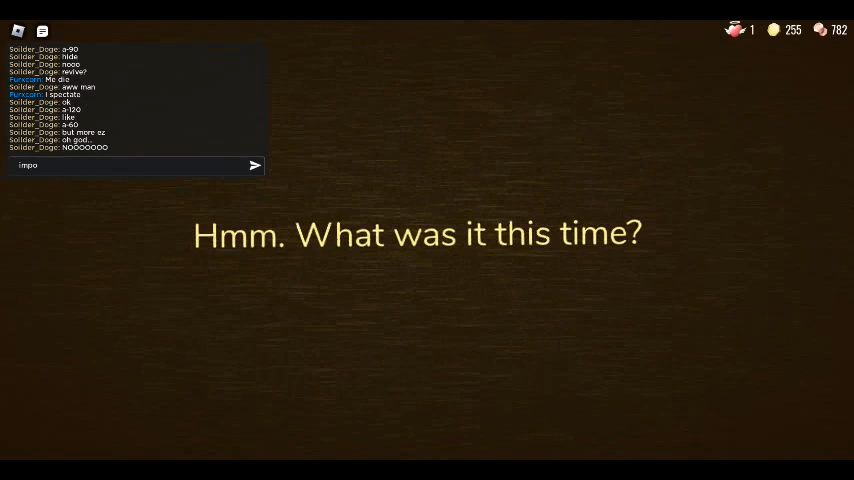 1 255 782
Soilder_Doge: a-90
Soilder_Doge: hide
Soilder_Doge: nooo
Soilder_Doge: revive?
Furxcorn: Me die
Soilder_Doge: aww man
Furxcorn: I spectate
Soilder_Doge: ok
Soilder_Doge: a-120
Soilder_Doge: like
Soilder_Doge: a-60
Soilder_Doge: but more ez
Soilder_Doge: oh god...
Soilder_Doge: NOOOOOOO
impo
Hmm. What was it this time?